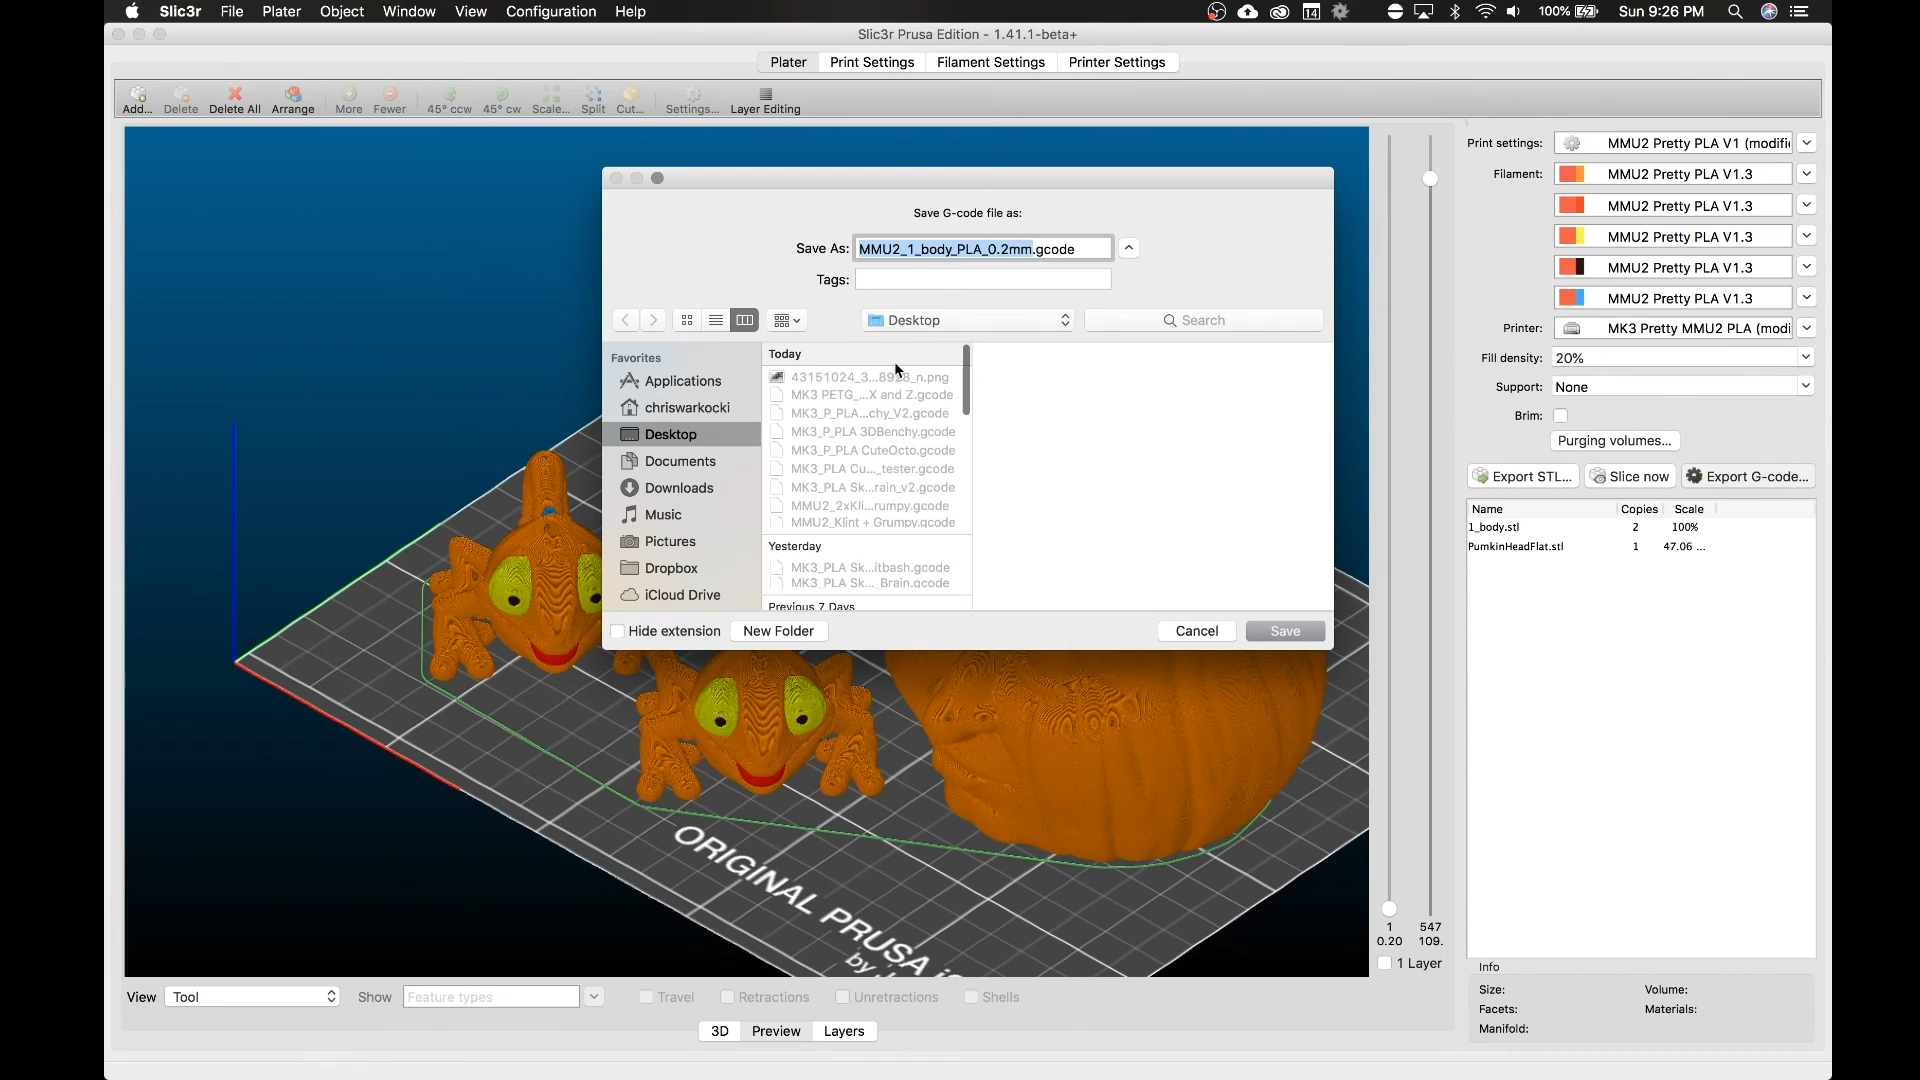 Slic3r File Plater Object Window View Configuration Help 14 100% Sun 9:26 PM
Slic3r Prusa Edition - 1.41.1-beta+
Plater Print Settings Filament Settings Printer Settings
Add... Delete Delete All Arrange More Fewer 45° ccw 45° cw Scale... Split Cut... Settings... Layer Editing
Save G-code file as:
Save As: MMU2_1_body_PLA_0.2mm.gcode
Tags:
Desktop Search
Favorites
Applications
chriswarkocki
Desktop
Documents
Downloads
Music
Pictures
Dropbox
iCloud Drive
Today
43151024_3...8928_n.png
MK3 PETG_...X and Z.gcode
MK3_P_PLA...chy_V2.gcode
MK3_P_PLA 3DBenchy.gcode
MK3_P_PLA CuteOcto.gcode
MK3_PLA Cu..._tester.gcode
MK3_PLA Sk...rain_v2.gcode
MMU2_2xKli...rumpy.gcode
MMU2_Klint + Grumpy.gcode
Yesterday
MK3_PLA Sk...itbash.gcode
MK3_PLA Sk..._Brain.gcode
Previous 7 Days
Hide extension New Folder Cancel Save
Print settings: MMU2 Pretty PLA V1 (modifi
Filament: MMU2 Pretty PLA V1.3
MMU2 Pretty PLA V1.3
MMU2 Pretty PLA V1.3
MMU2 Pretty PLA V1.3
MMU2 Pretty PLA V1.3
Printer: MK3 Pretty MMU2 PLA (modi
Fill density: 20%
Support: None
Brim:
Purging volumes...
Export STL... Slice now Export G-code...
Name Copies Scale
1_body.stl 2 100%
PumkinHeadFlat.stl 1 47.06 ...
ORIGINAL PRUSA i
by J
1 547
0.20 109.
1 Layer
Info
Size: Volume:
Facets: Materials:
Manifold:
View Tool Show Feature types Travel Retractions Unretractions Shells
3D Preview Layers